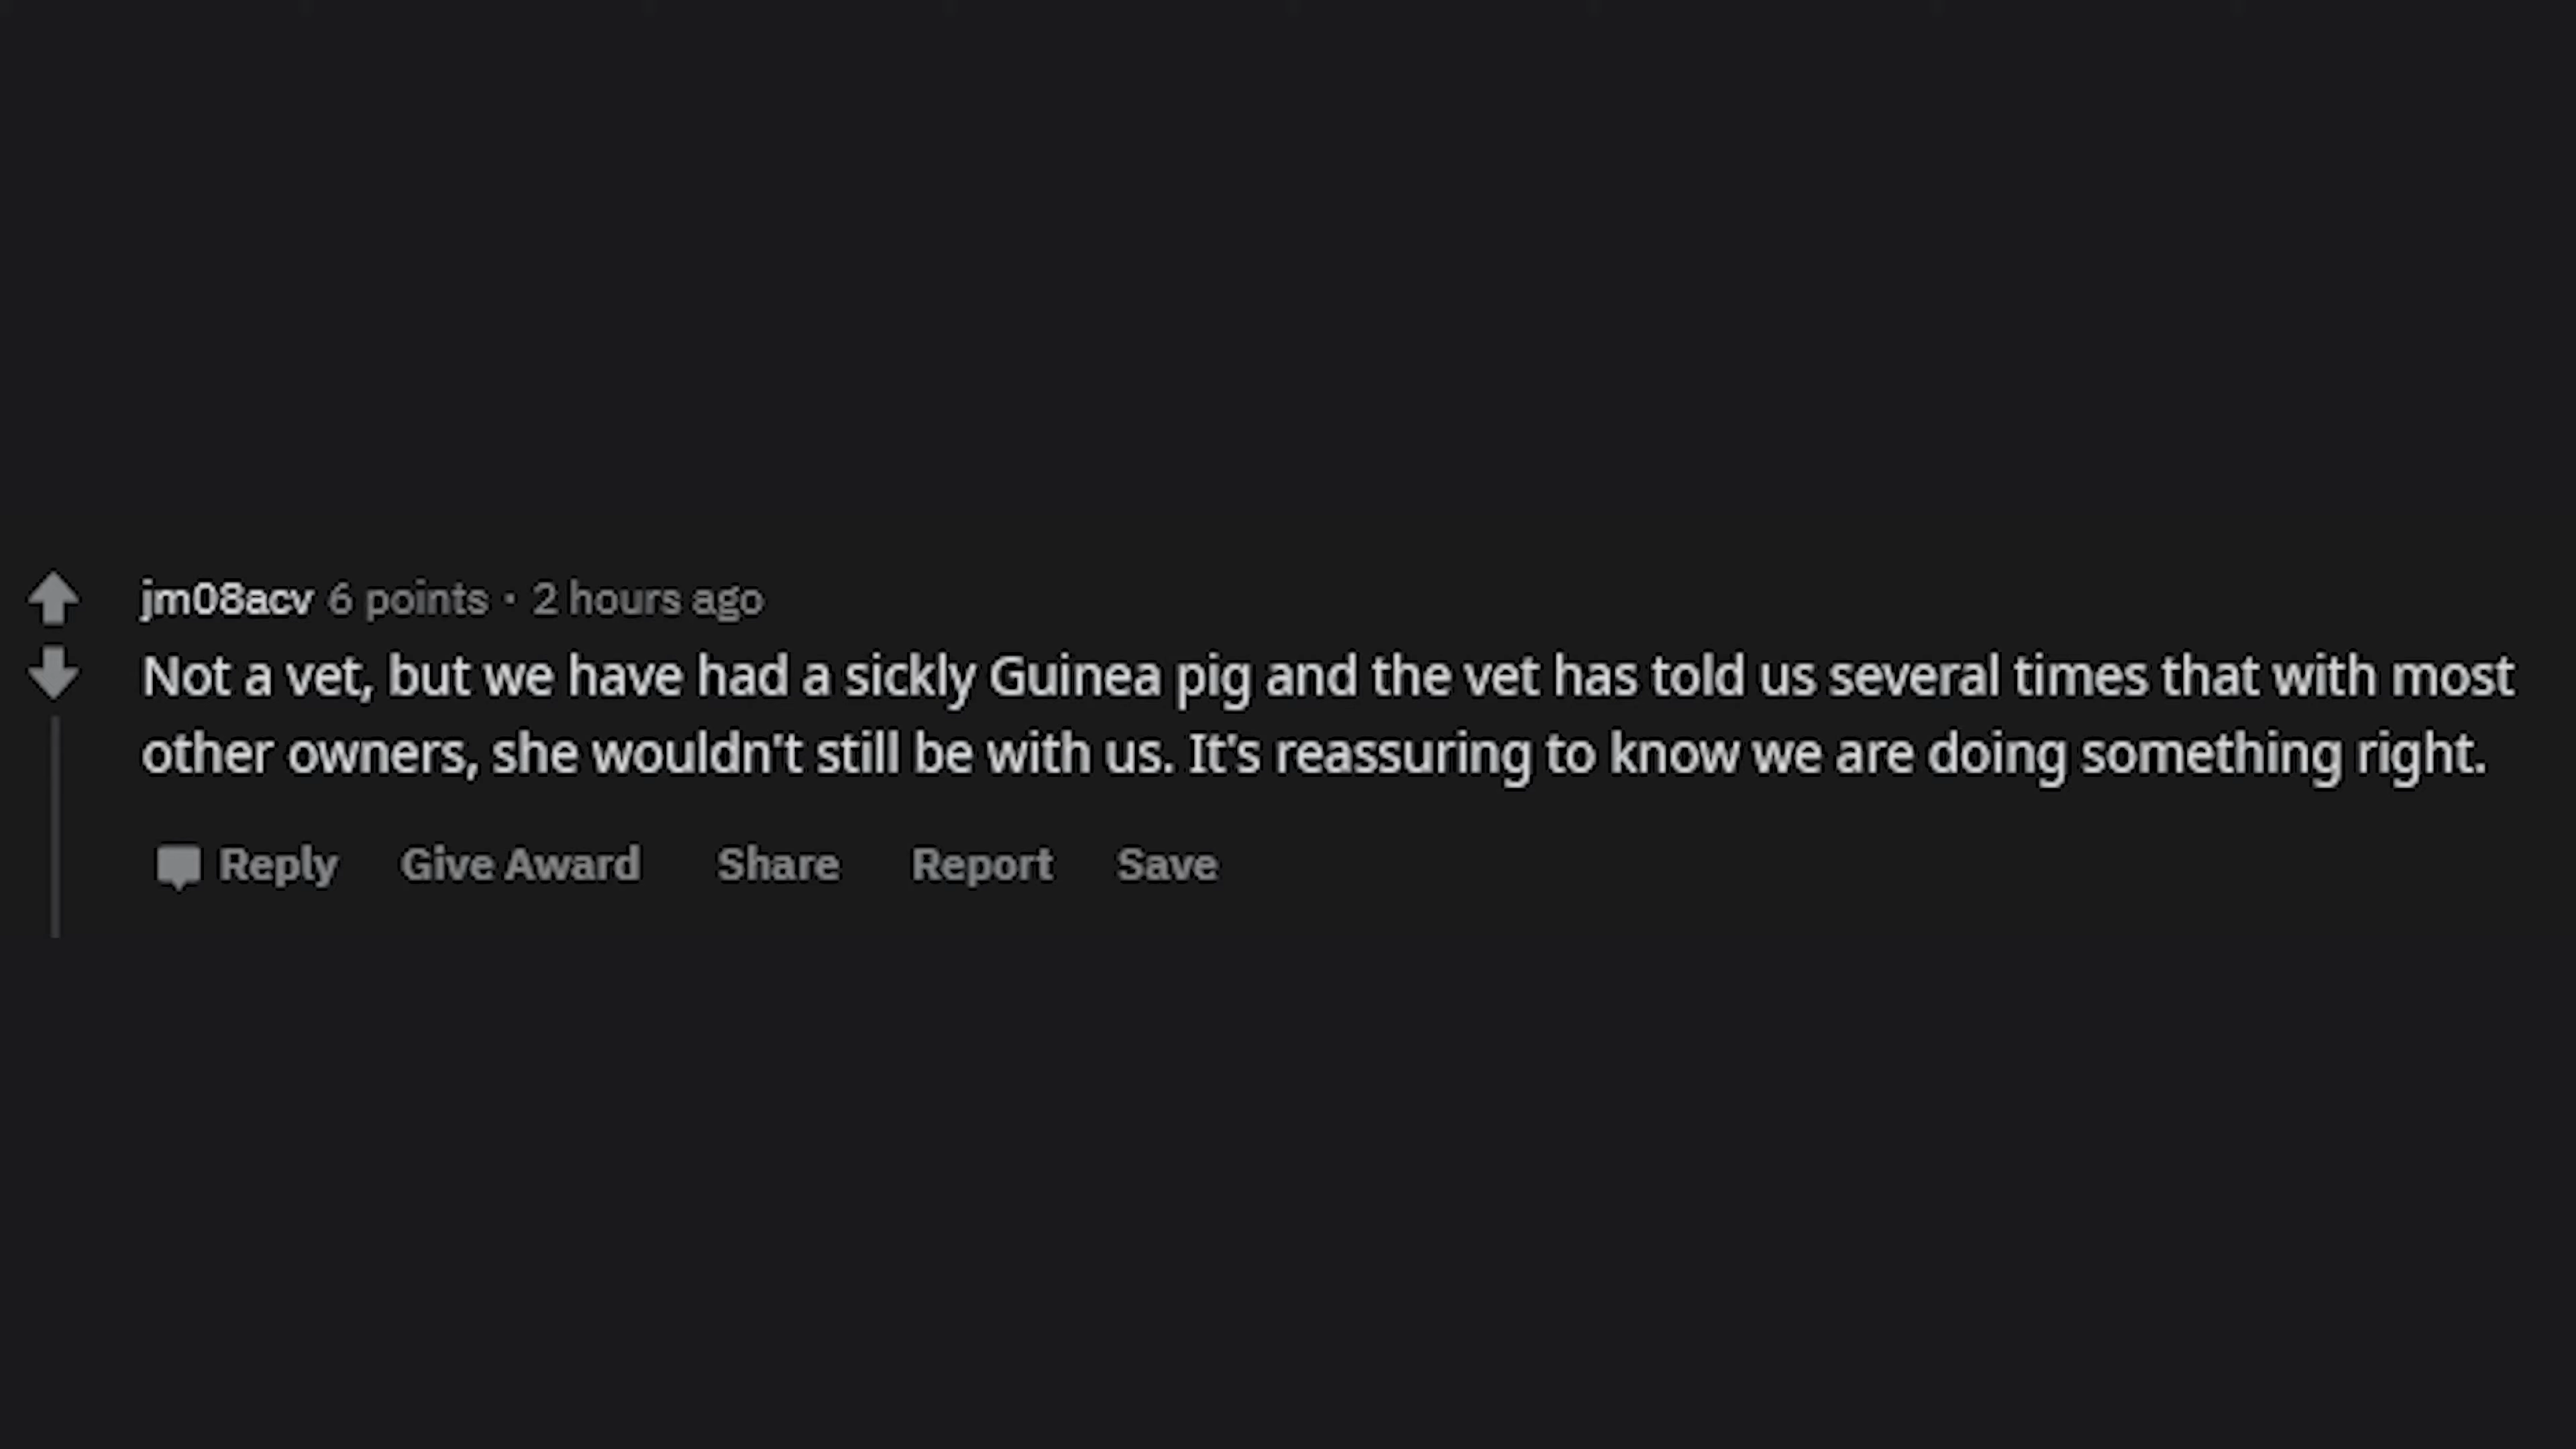 jm08acv 6 points · 2 hours ago
Not a vet, but we have had a sickly Guinea pig and the vet has told us several times that with most
other owners, she wouldn't still be with us. It's reassuring to know we are doing something right.
Reply Give Award Share Report Save